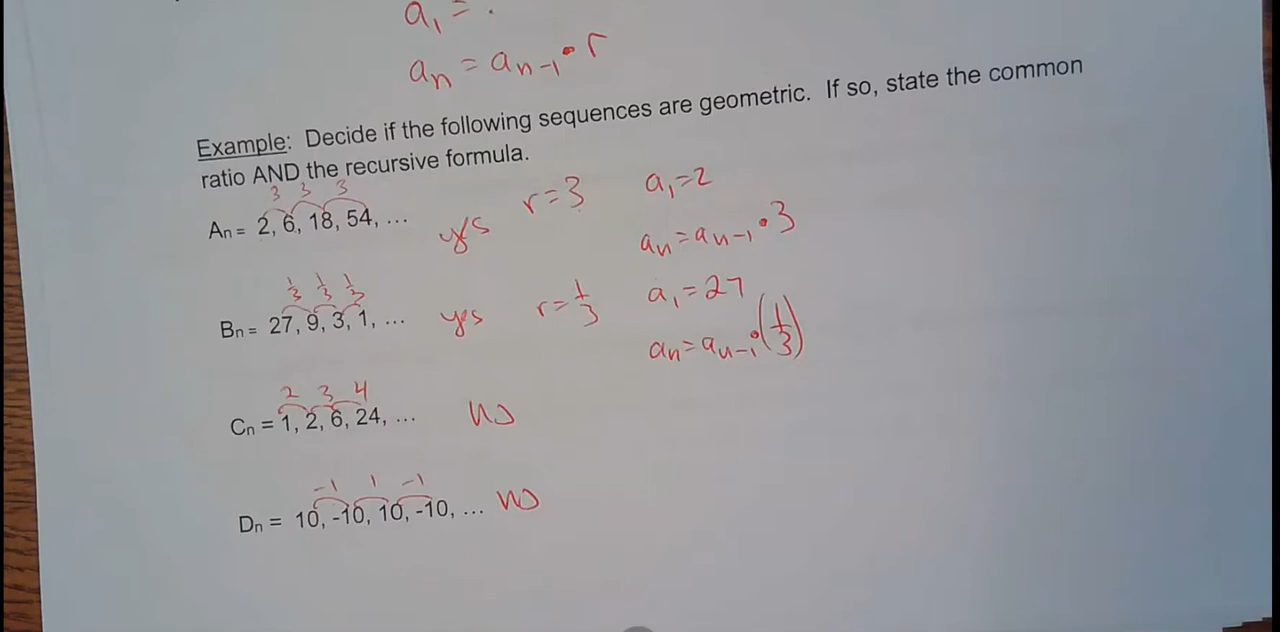 a₁ = .
aₙ = aₙ₋₁ • r
Example: Decide if the following sequences are geometric. If so, state the common
ratio AND the recursive formula.
3 3 3
Aₙ = 2, 6, 18, 54, … yes r = 3 a₁ = 2
aₙ = aₙ₋₁ • 3
1/3 1/3 1/3
Bₙ = 27, 9, 3, 1, … yes r = 1/3 a₁ = 27
aₙ = aₙ₋₁ • (1/3)
2 3 4
Cₙ = 1, 2, 6, 24, … no
-1 1 -1
Dₙ = 10, -10, 10, -10, … no